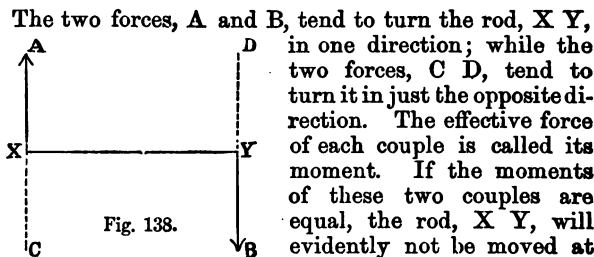 The two forces, A and B, tend to turn the rod, X Y,
in one direction; while the
two forces, C D, tend to
turn it in just the opposite di-
rection. The effective force
of each couple is called its
moment. If the moments
of these two couples are
equal, the rod, X Y, will
evidently not be moved at
A
D
X
Y
Fig. 138.
C
B